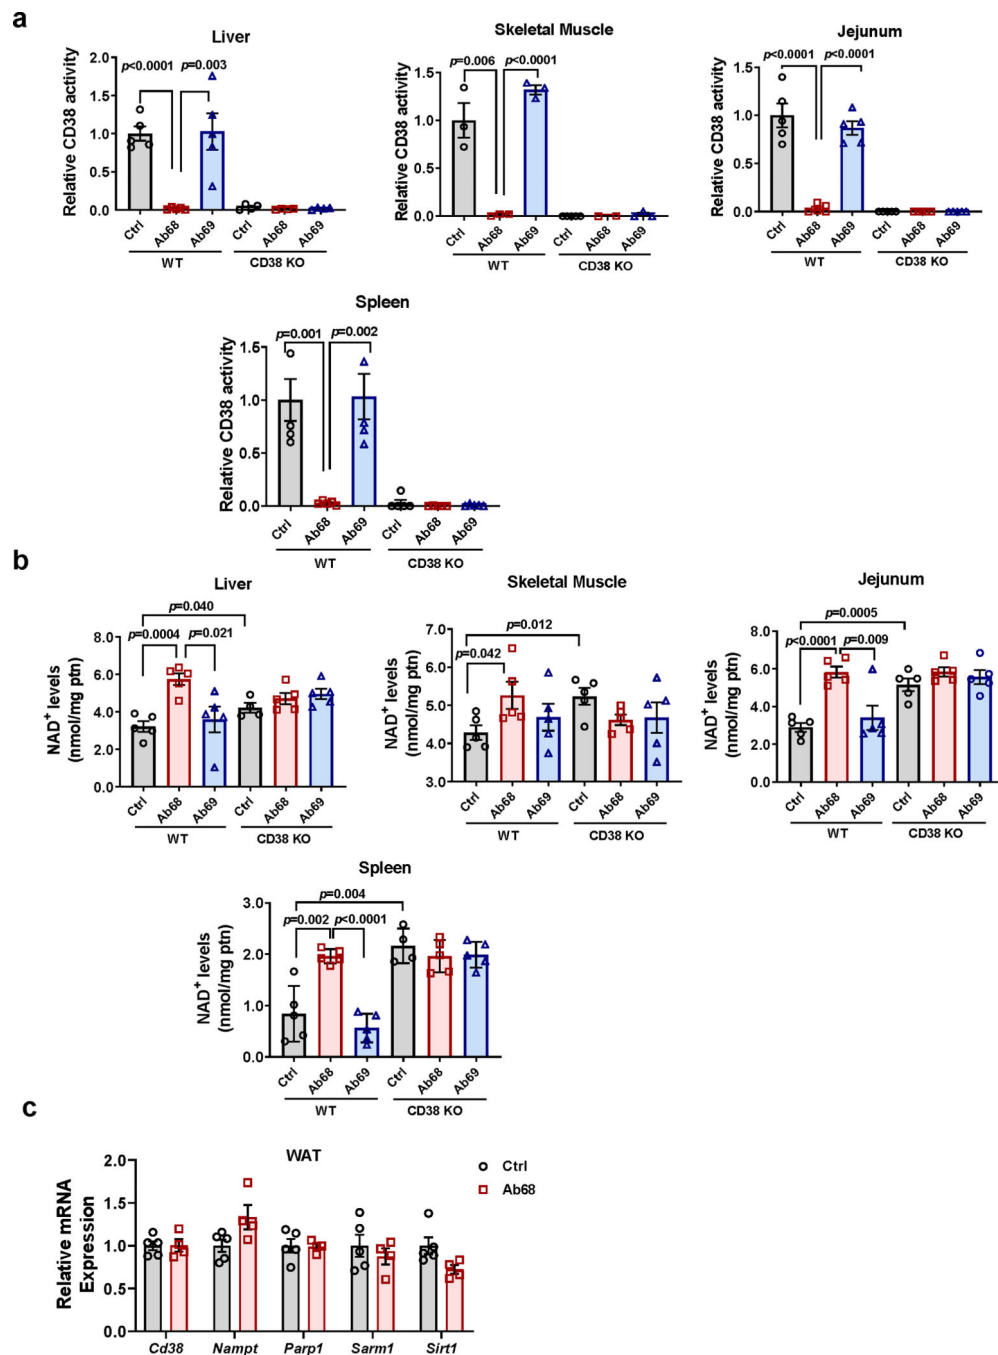 a
Liver
Relative CD38 activity
2.0
1.5
1.0
0.5
0.0
p<0.0001
p=0.003
Ctrl
Ab68
Ab69
Ctrl
Ab68
Ab69
WT
CD38 KO
Skeletal Muscle
Relative CD38 activity
1.5
1.0
0.5
0.0
p=0.006
p<0.0001
Ctrl
Ab68
Ab69
Ctrl
Ab68
Ab69
WT
CD38 KO
Jejunum
Relative CD38 activity
1.5
1.0
0.5
0.0
p<0.0001
p<0.0001
Ctrl
Ab68
Ab69
Ctrl
Ab68
Ab69
WT
CD38 KO
Spleen
Relative CD38 activity
1.5
1.0
0.5
0.0
p=0.001
p=0.002
Ctrl
Ab68
Ab69
Ctrl
Ab68
Ab69
WT
CD38 KO
b
Liver
NAD+ levels
(nmol/mg ptn)
8.0
6.0
4.0
2.0
0.0
p=0.040
p=0.0004
p=0.021
Ctrl
Ab68
Ab69
Ctrl
Ab68
Ab69
WT
CD38 KO
Skeletal Muscle
NAD+ levels
(nmol/mg ptn)
7.0
6.0
5.0
4.0
3.0
p=0.012
p=0.042
Ctrl
Ab68
Ab69
Ctrl
Ab68
Ab69
WT
CD38 KO
Jejunum
NAD+ levels
(nmol/mg ptn)
8.0
6.0
4.0
2.0
0.0
p=0.0005
p<0.0001
p=0.009
Ctrl
Ab68
Ab69
Ctrl
Ab68
Ab69
WT
CD38 KO
Spleen
NAD+ levels
(nmol/mg ptn)
3.0
2.0
1.0
0.0
p=0.004
p=0.002
p<0.0001
Ctrl
Ab68
Ab69
Ctrl
Ab68
Ab69
WT
CD38 KO
c
WAT
Relative mRNA
Expression
2.0
1.5
1.0
0.5
0.0
Ctrl
Ab68
Cd38
Nampt
Parp1
Sarm1
Sirt1